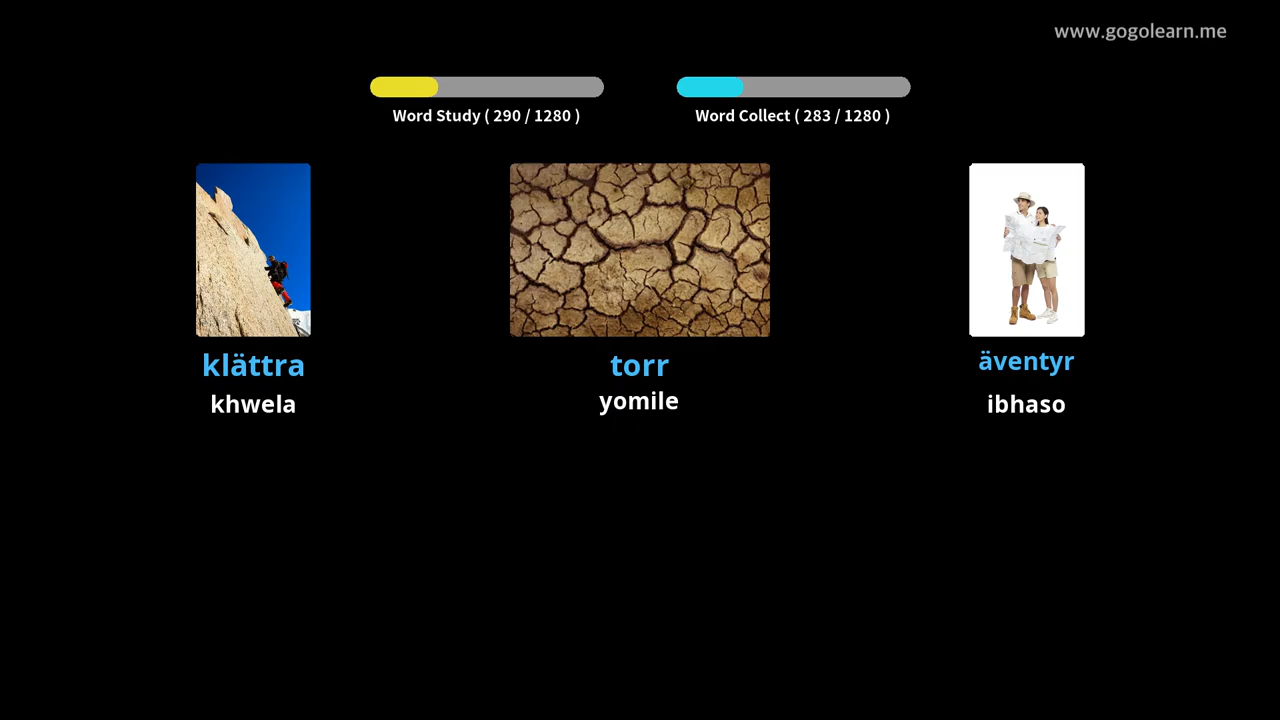 www.gogolearn.me
Word Study ( 290 / 1280 )
Word Collect ( 283 / 1280 )
klättra
torr
äventyr
khwela
yomile
ibhaso